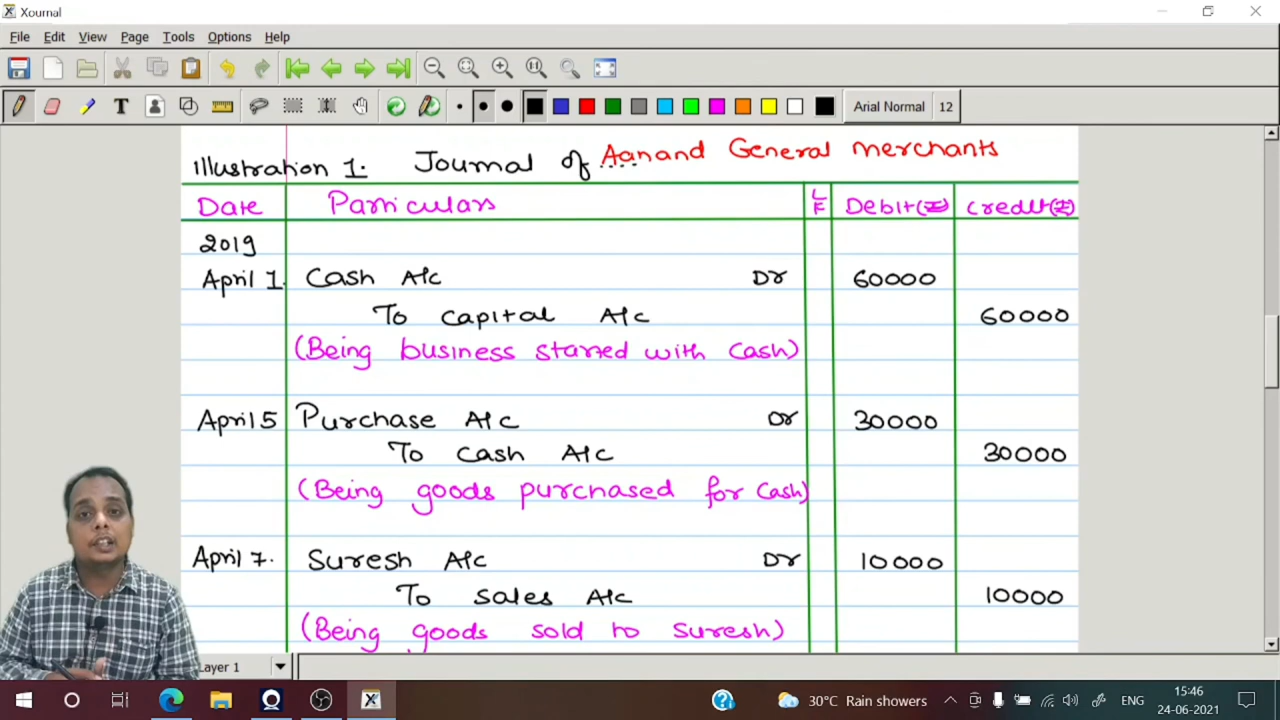 Xournal
File Edit View Page Tools Options Help
Arial Normal 12
Illustration 1. Journal of Aanand General merchants
Date Particulars LF Debit(₹) Credit(₹)
2019
April 1. Cash A/c Dr 60000
To Capital A/c 60000
(Being business started with Cash)
April 5 Purchase A/c Dr 30000
To Cash A/c 30000
(Being goods purchased for Cash)
April 7. Suresh A/c Dr 10000
To Sales A/c 10000
(Being goods sold to Suresh)
Layer 1
30°C Rain showers ENG 15:46
24-06-2021